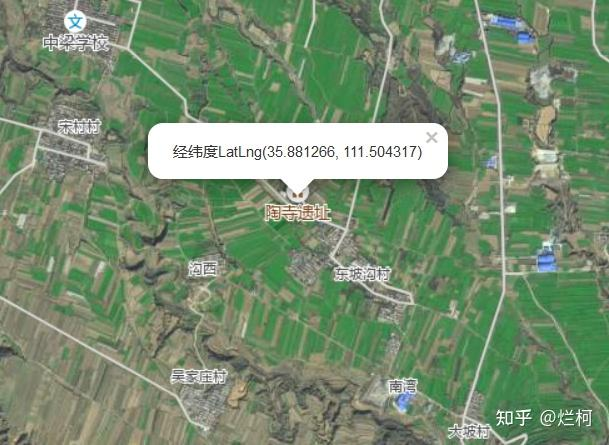 中梁学校
宋村村
经纬度LatLng(35.881266, 111.504317)
×
陶寺遗址
沟西
东坡沟村
吴家庄村
南湾
大坡村
知乎 @烂柯